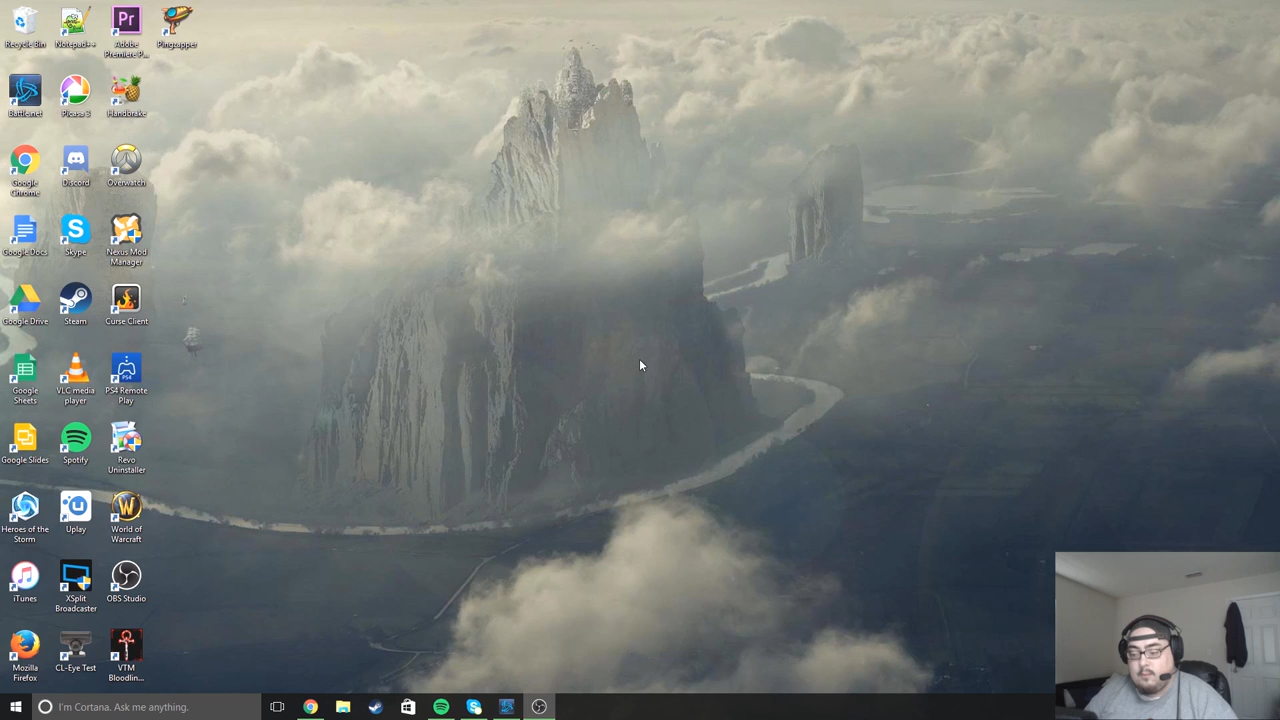 Recycle Bin
Notepad++
Adobe
Premiere P...
Pingzapper
Battle.net
Picasa 3
Handbrake
Google
Chrome
Discord
Overwatch
Google Docs
Skype
Nexus Mod
Manager
Google Drive
Steam
Curse Client
Google
Sheets
VLC media
player
PS4 Remote
Play
Google Slides
Spotify
Revo
Uninstaller
Heroes of the
Storm
Uplay
World of
Warcraft
iTunes
XSplit
Broadcaster
OBS Studio
Mozilla
Firefox
CL-Eye Test
VTM
Bloodlin...
I'm Cortana. Ask me anything.